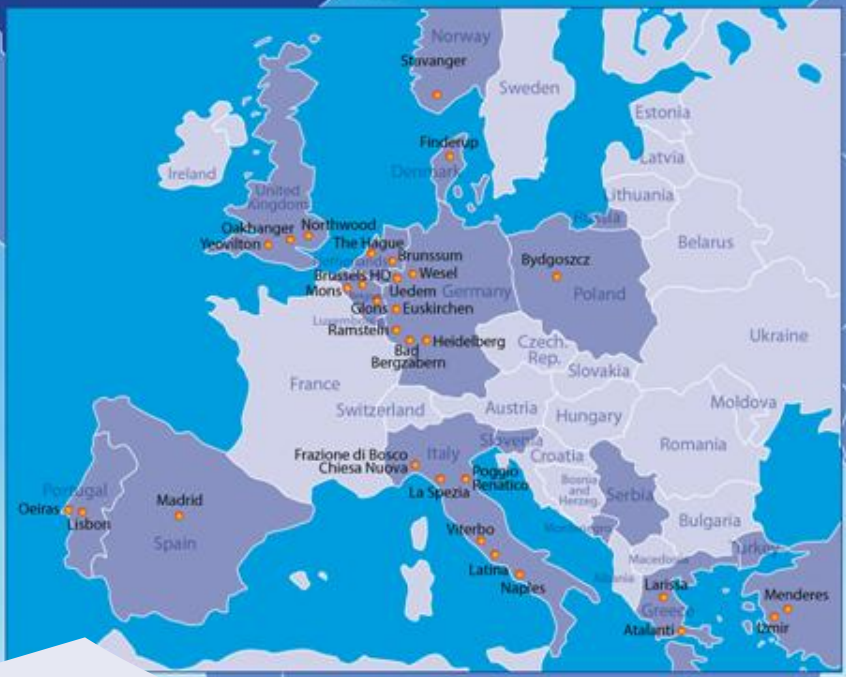 Norway
Stavanger
Sweden
Finderup
Denmark
Estonia
Latvia
Lithuania
Russia
Belarus
Ireland
United
Kingdom
Oakhanger
Northwood
Yeovilton
The Hague
Netherlands
Brunssum
Brussels HQ
Wesel
Mons
Uedem
Germany
Glons
Euskirchen
Luxembourg
Ramstein
Bad
Bergzabern
Heidelberg
Bydgoszcz
Poland
Czech.
Rep.
Slovakia
Ukraine
France
Switzerland
Austria
Hungary
Moldova
Romania
Frazione di Bosco
Chiesa Nuova
Italy
Slovenia
Croatia
Poggio
Renatico
La Spezia
Bosnia
and
Herzeg.
Serbia
Bulgaria
Montenegro
Portugal
Oeiras
Lisbon
Madrid
Spain
Viterbo
Latina
Naples
Macedonia
Albania
Turkey
Larissa
Greece
Atalanti
Menderes
Izmir